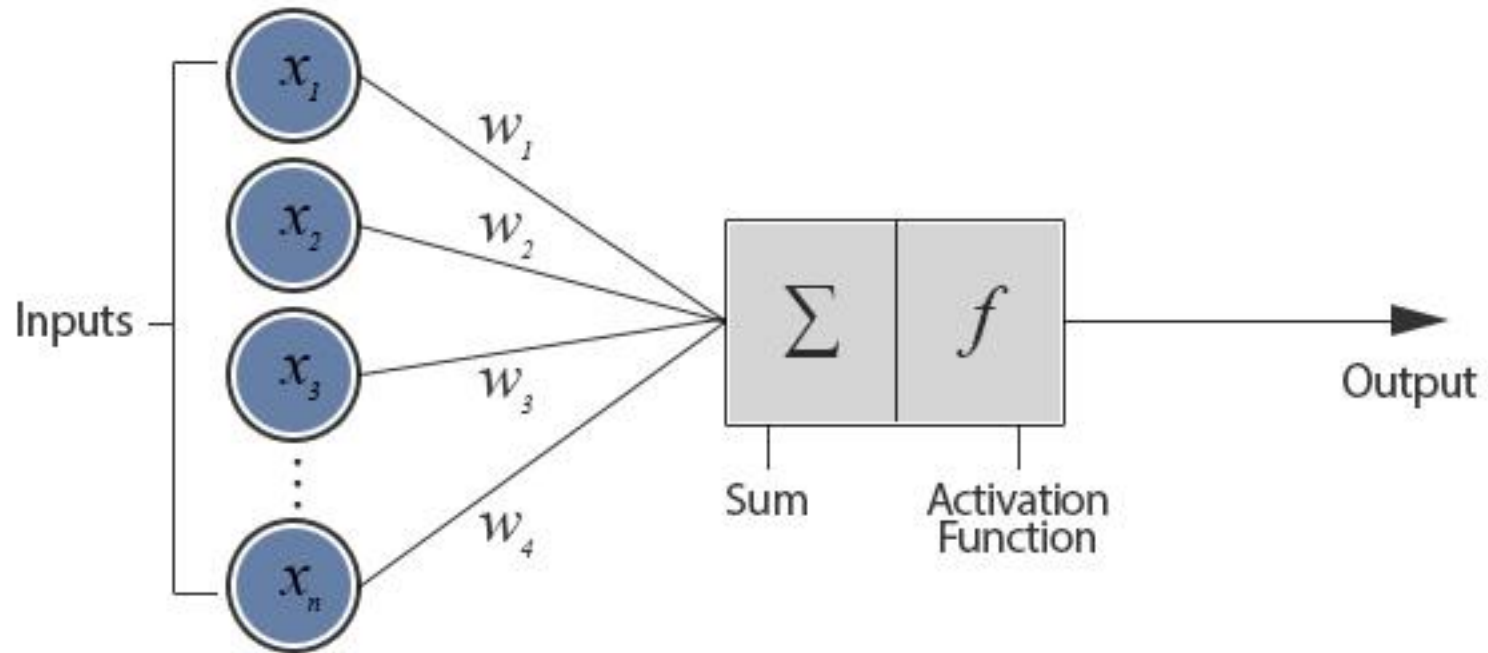 x₁
w₁
x₂
w₂
Inputs
x₃
w₃
∑
f
Output
Sum
Activation
Function
w₄
xₙ